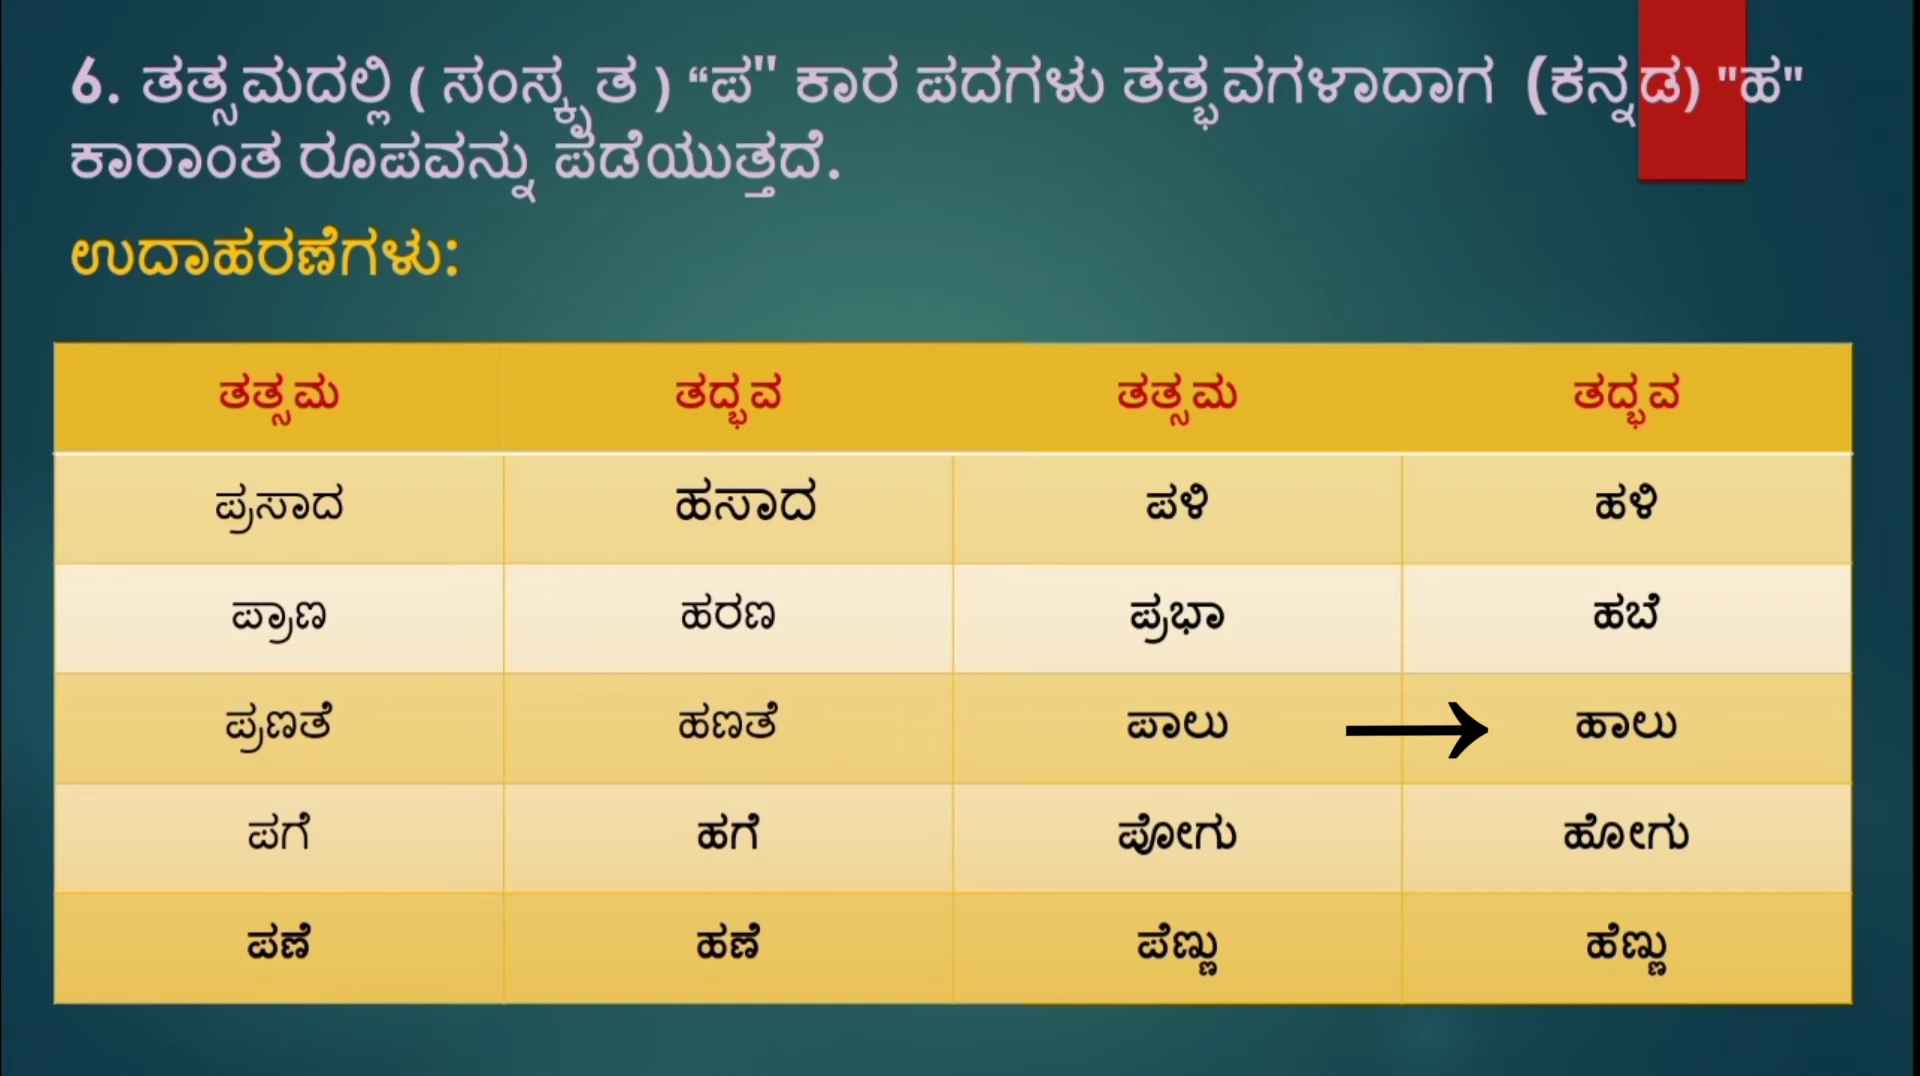 6. ತತ್ಸಮದಲ್ಲಿ ( ಸಂಸ್ಕೃತ ) “ಪ" ಕಾರ ಪದಗಳು ತತ್ಭವಗಳಾದಾಗ (ಕನ್ನಡ) "ಹ"
ಕಾರಾಂತ ರೂಪವನ್ನು ಪಡೆಯುತ್ತದೆ.
ಉದಾಹರಣೆಗಳು:
ತತ್ಸಮ ತದ್ಭವ ತತ್ಸಮ ತದ್ಭವ
ಪ್ರಸಾದ ಹಸಾದ ಪಳಿ ಹಳಿ
ಪ್ರಾಣ ಹರಣ ಪ್ರಭಾ ಹಬೆ
ಪ್ರಣತೆ ಹಣತೆ ಪಾಲು → ಹಾಲು
ಪಗೆ ಹಗೆ ಪೋಗು ಹೋಗು
ಪಣೆ ಹಣೆ ಪೆಣ್ಣು ಹೆಣ್ಣು